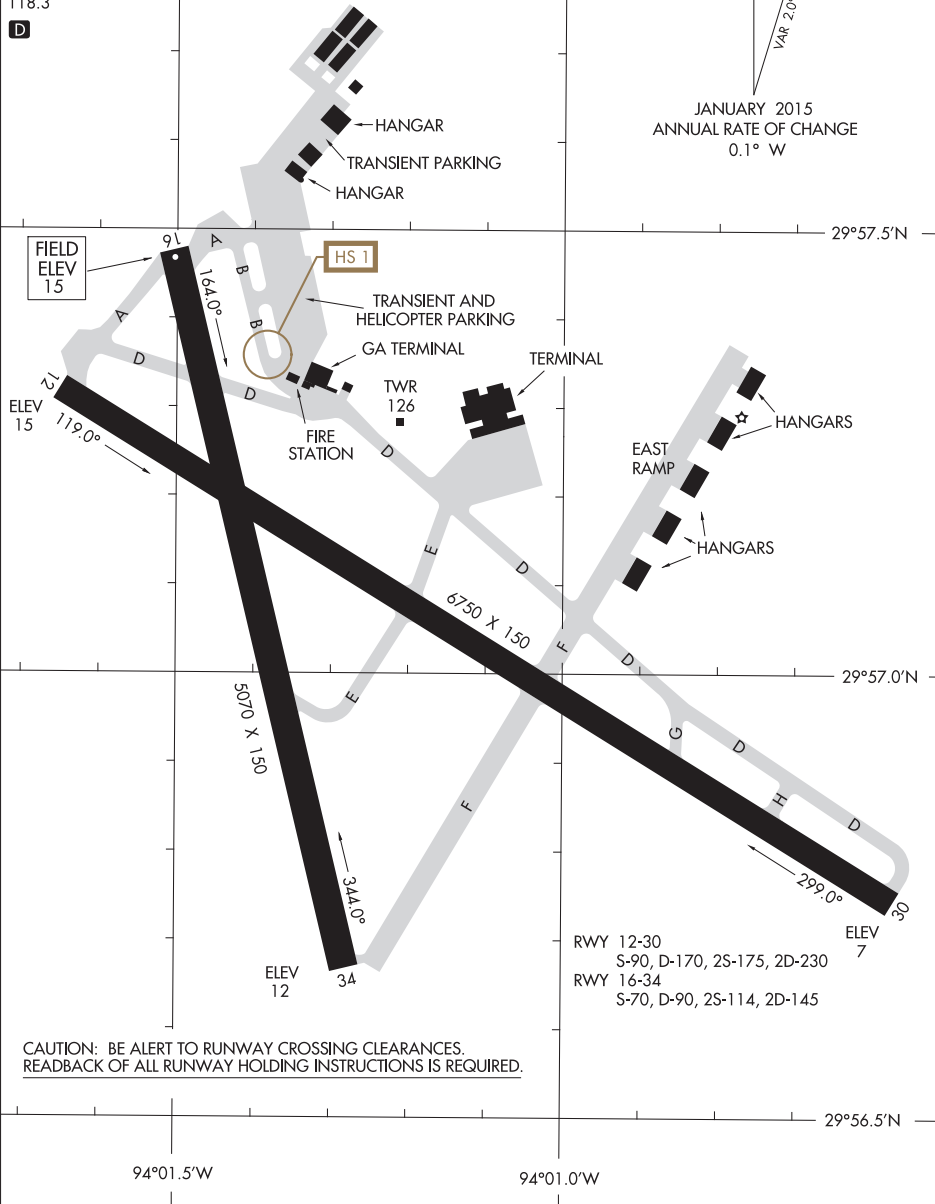 118.3
D
VAR 2.0°
JANUARY 2015
ANNUAL RATE OF CHANGE
0.1° W
HANGAR
TRANSIENT PARKING
HANGAR
29°57.5'N
FIELD
ELEV
15
16
A
B
HS 1
164.0°
TRANSIENT AND
HELICOPTER PARKING
A
B
D
GA TERMINAL
TERMINAL
12
D
TWR
126
ELEV
15
119.0°
FIRE
STATION
D
HANGARS
EAST
RAMP
E
HANGARS
D
6750 X 150
F
D
29°57.0'N
E
5070 X 150
G
D
H
F
D
344.0°
299.0°
30
ELEV
7
ELEV
12
34
RWY 12-30
S-90, D-170, 2S-175, 2D-230
RWY 16-34
S-70, D-90, 2S-114, 2D-145
CAUTION: BE ALERT TO RUNWAY CROSSING CLEARANCES.
READBACK OF ALL RUNWAY HOLDING INSTRUCTIONS IS REQUIRED.
29°56.5'N
94°01.5'W
94°01.0'W